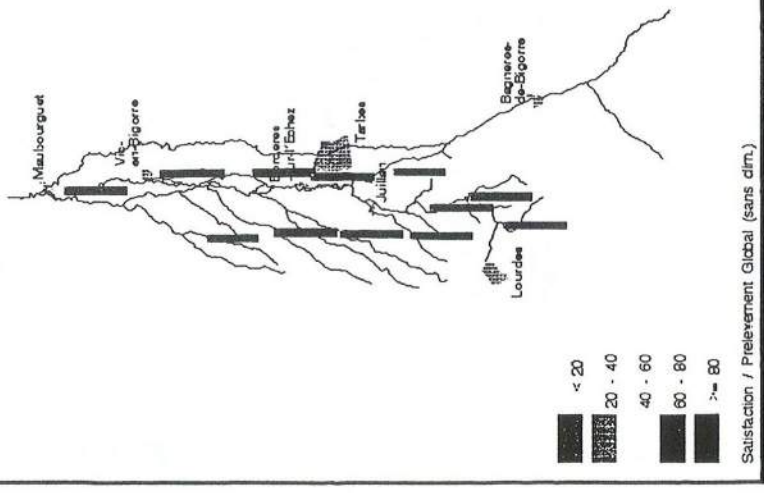 Maubourguet
Vic-
en-Bigorre
Bordères
sur-l'Echez
Tarbes
Juillan
Bagneres-
de-Bigorre
Lourdes
< 20
20 - 40
40 - 60
60 - 80
>= 80
Satisfaction / Prelevement Global (sans dim.)